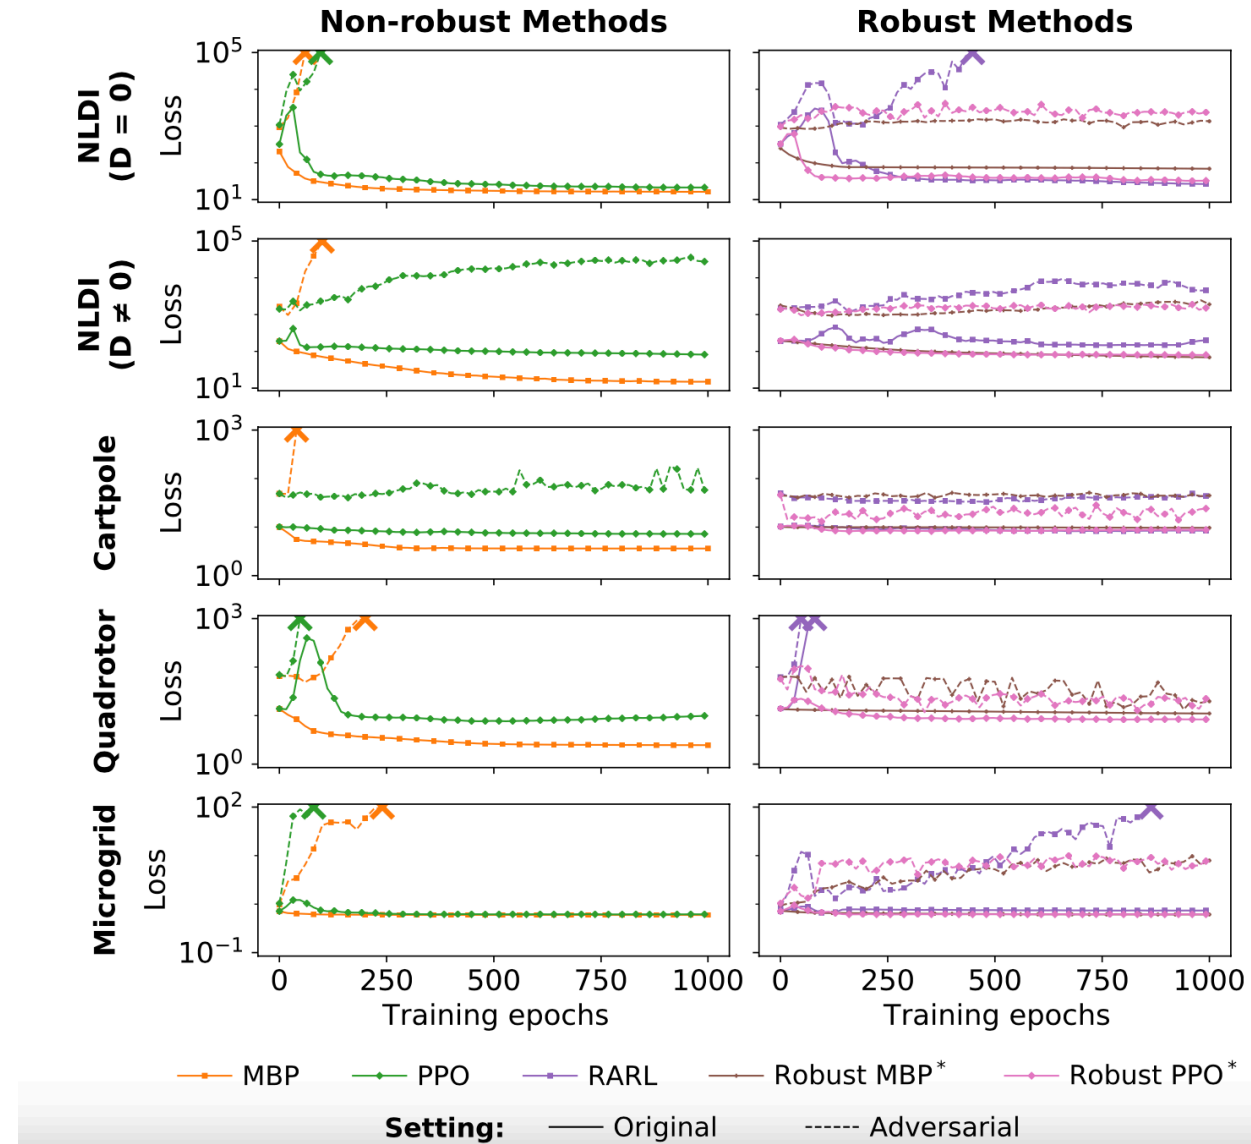 Non-robust Methods
Robust Methods
NLDI
(D = 0)
Loss
10^5
10^1
NLDI
(D ≠ 0)
Loss
10^5
10^1
Cartpole
Loss
10^3
10^0
Quadrotor
Loss
10^3
10^0
Microgrid
Loss
10^2
10^-1
0 250 500 750 1000
0 250 500 750 1000
Training epochs
Training epochs
MBP PPO RARL Robust MBP* Robust PPO*
Setting: Original Adversarial